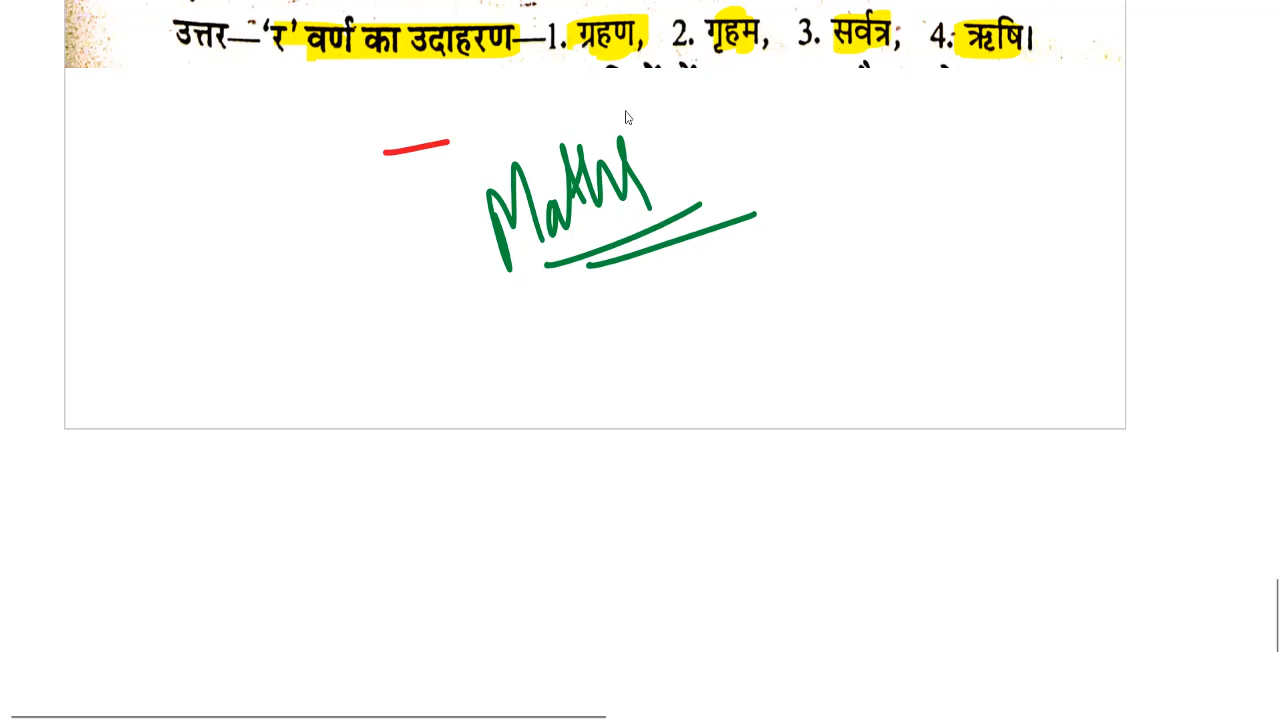 उत्तर—‘र’ वर्ण का उदाहरण—1. ग्रहण, 2. गृहम, 3. सर्वत्र; 4. ऋषि।
Maths